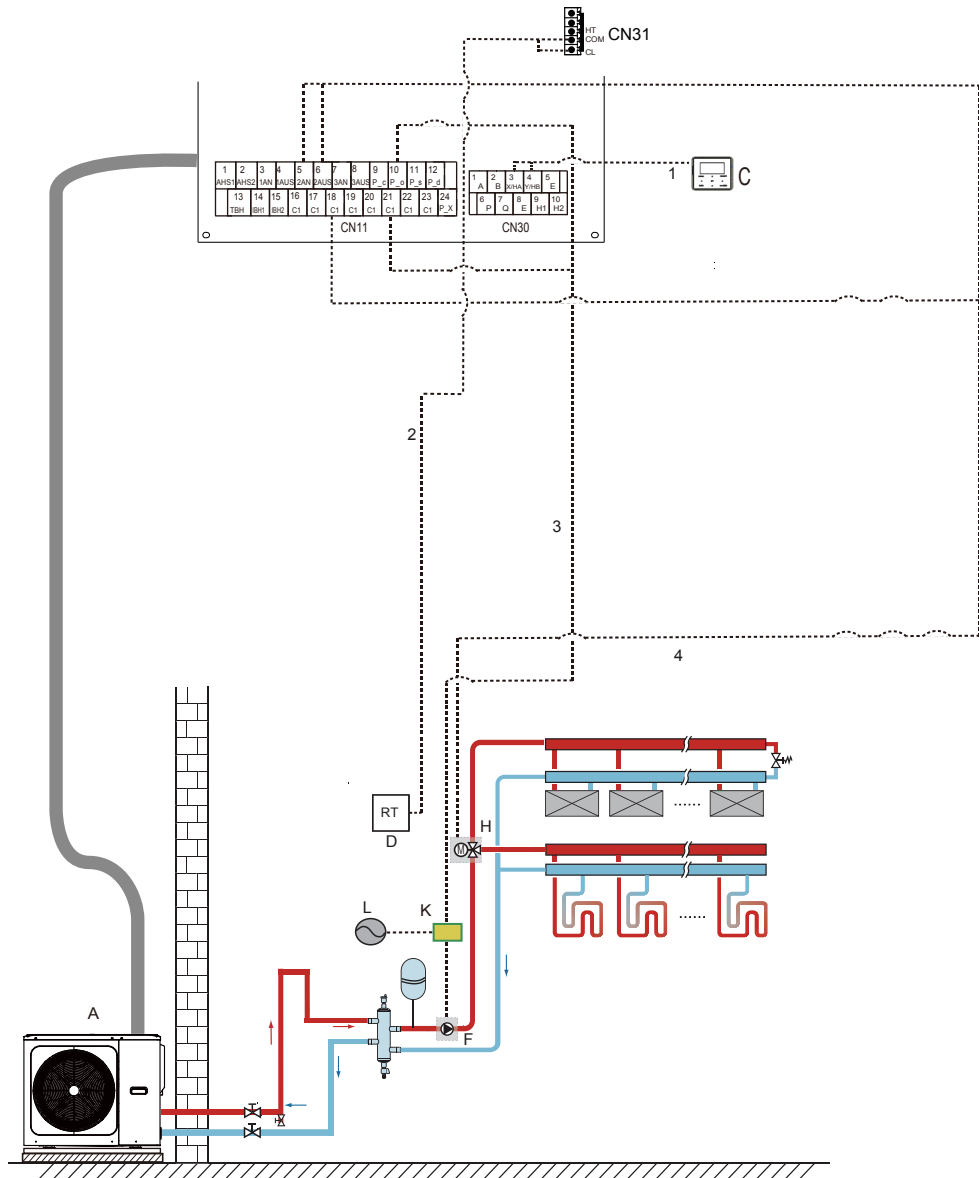 HT
COM
CL
CN31
1 2 3 4 5 6 7 8 9 10 11 12
AHS1 AHS2 1AN 1AUS 2AN 2AUS 3AN 3AUS P_c P_o P_s P_d
13 14 15 16 17 18 19 20 21 22 23 24
TBH IBH1 IBH2 C1 C1 C1 C1 C1 C1 C1 C1 P_X
CN11
1 2 3 4 5
A B X/HA Y/HB E
6 7 8 9 10
P Q E H1 H2
CN30
1
C
2
3
4
RT
D
H
M
L
K
A
F